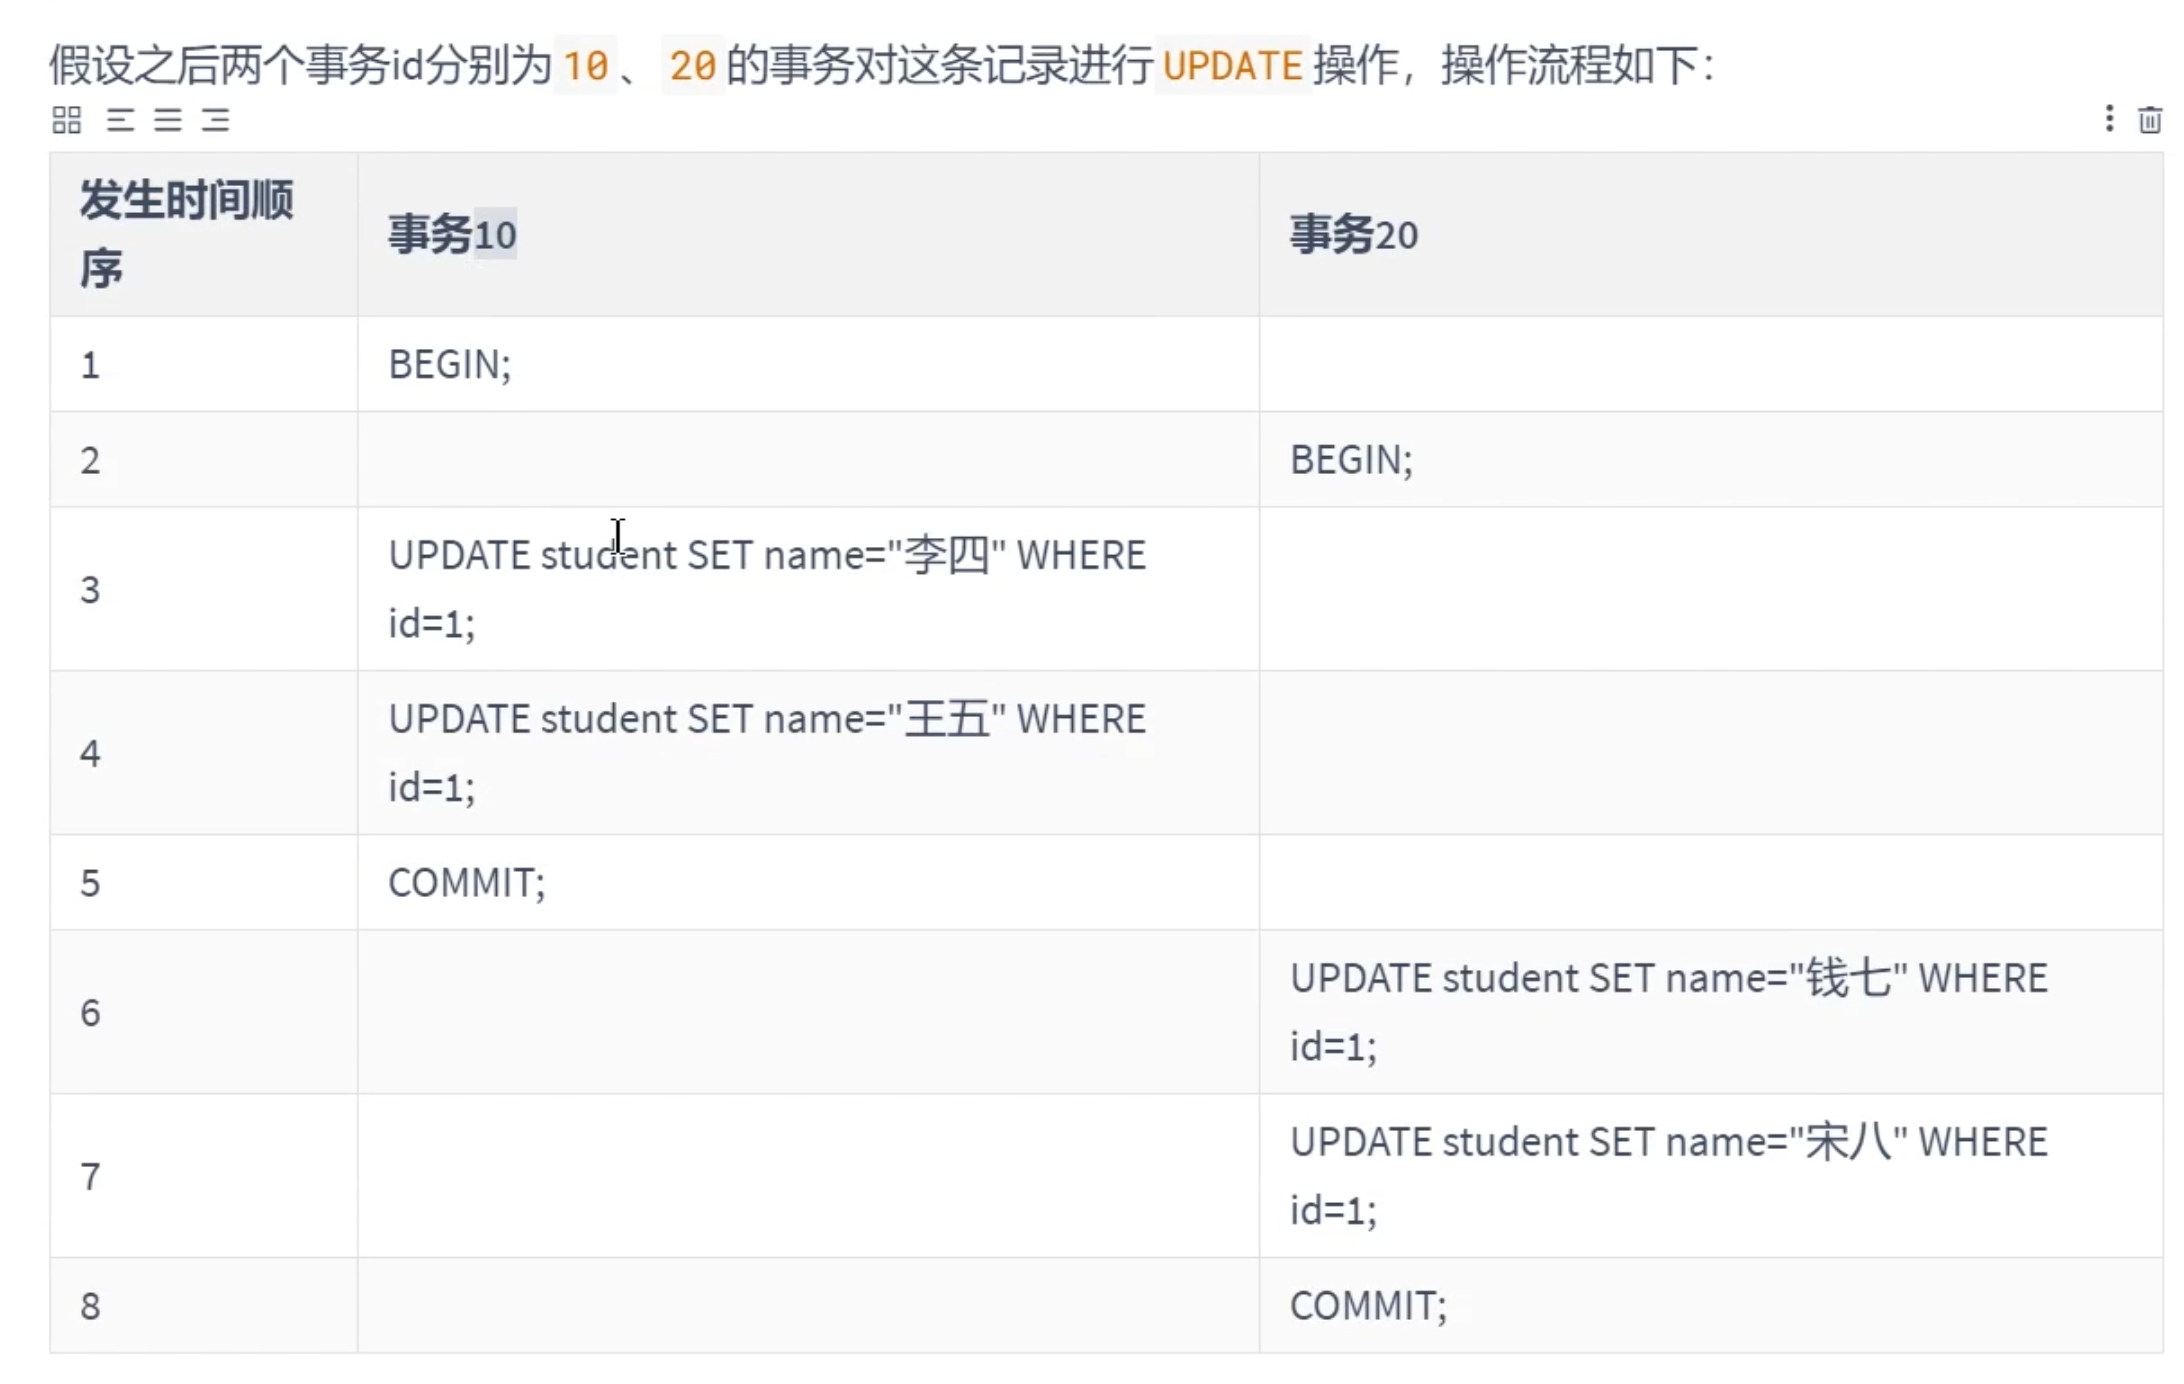 假设之后两个事务id分别为 10 、 20 的事务对这条记录进行 UPDATE 操作，操作流程如下：
发生时间顺
序
事务10
事务20
1
BEGIN;
2
BEGIN;
3
UPDATE student SET name="李四" WHERE
id=1;
4
UPDATE student SET name="王五" WHERE
id=1;
5
COMMIT;
6
UPDATE student SET name="钱七" WHERE
id=1;
7
UPDATE student SET name="宋八" WHERE
id=1;
8
COMMIT;